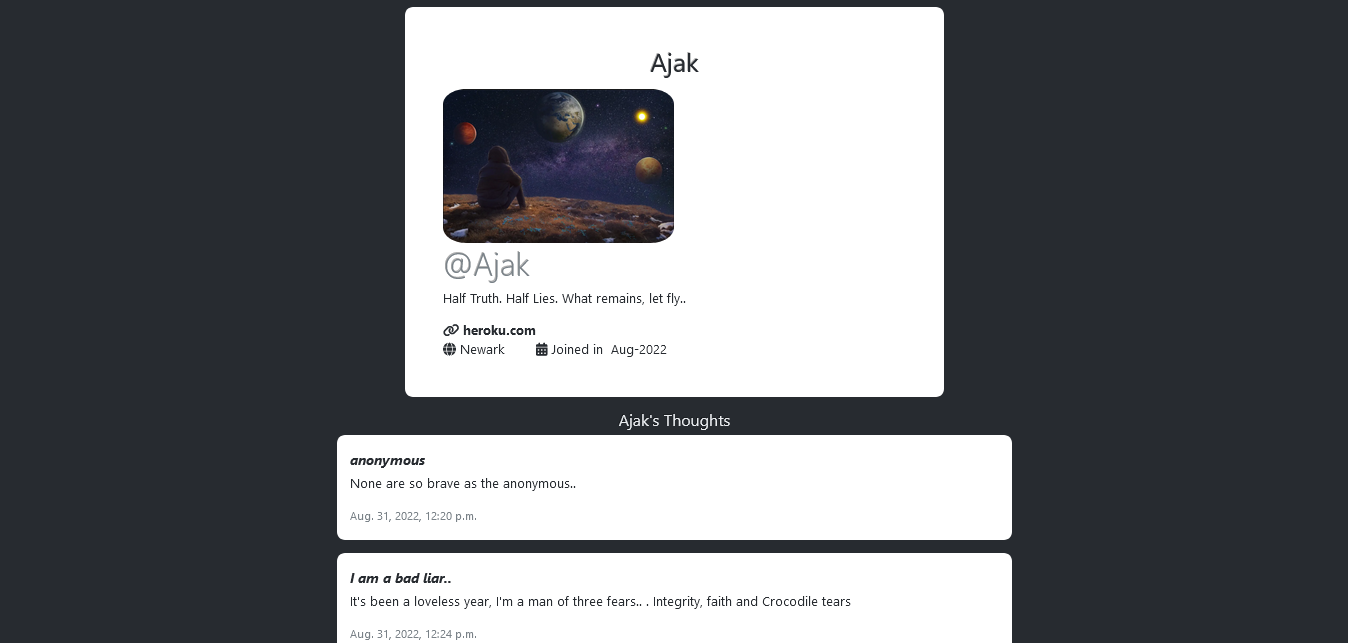 Ajak
@Ajak
Half Truth. Half Lies. What remains, let fly..
heroku.com
Newark Joined in Aug-2022
Ajak's Thoughts
anonymous
None are so brave as the anonymous..
Aug. 31, 2022, 12:20 p.m.
I am a bad liar..
It's been a loveless year, I'm a man of three fears.. . Integrity, faith and Crocodile tears
Aug. 31, 2022, 12:24 p.m.